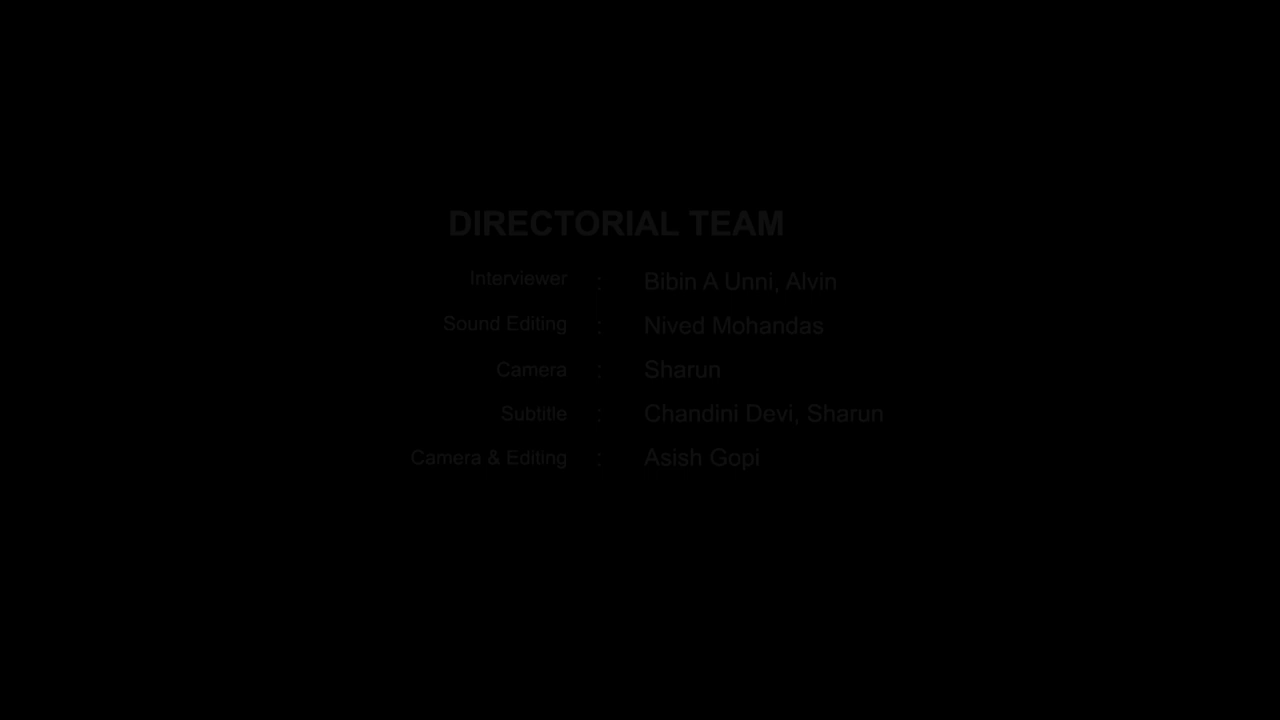 DIRECTORIAL TEAM
Interviewer : Bibin A Unni, Alvin
Sound Editing : Nived Mohandas
Camera : Sharun
Subtitle : Chandini Devi, Sharun
Camera & Editing : Asish Gopi